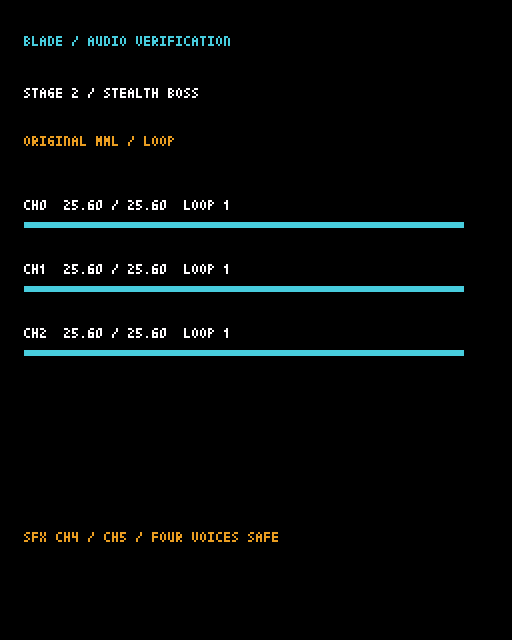 BLADE / AUDIO VERIFICATION
STAGE 2 / STEALTH BOSS
ORIGINAL MML / LOOP
CH0  25.60 / 25.60  LOOP 1
CH1  25.60 / 25.60  LOOP 1
CH2  25.60 / 25.60  LOOP 1
SFX CH4 / CH5 / FOUR VOICES SAFE